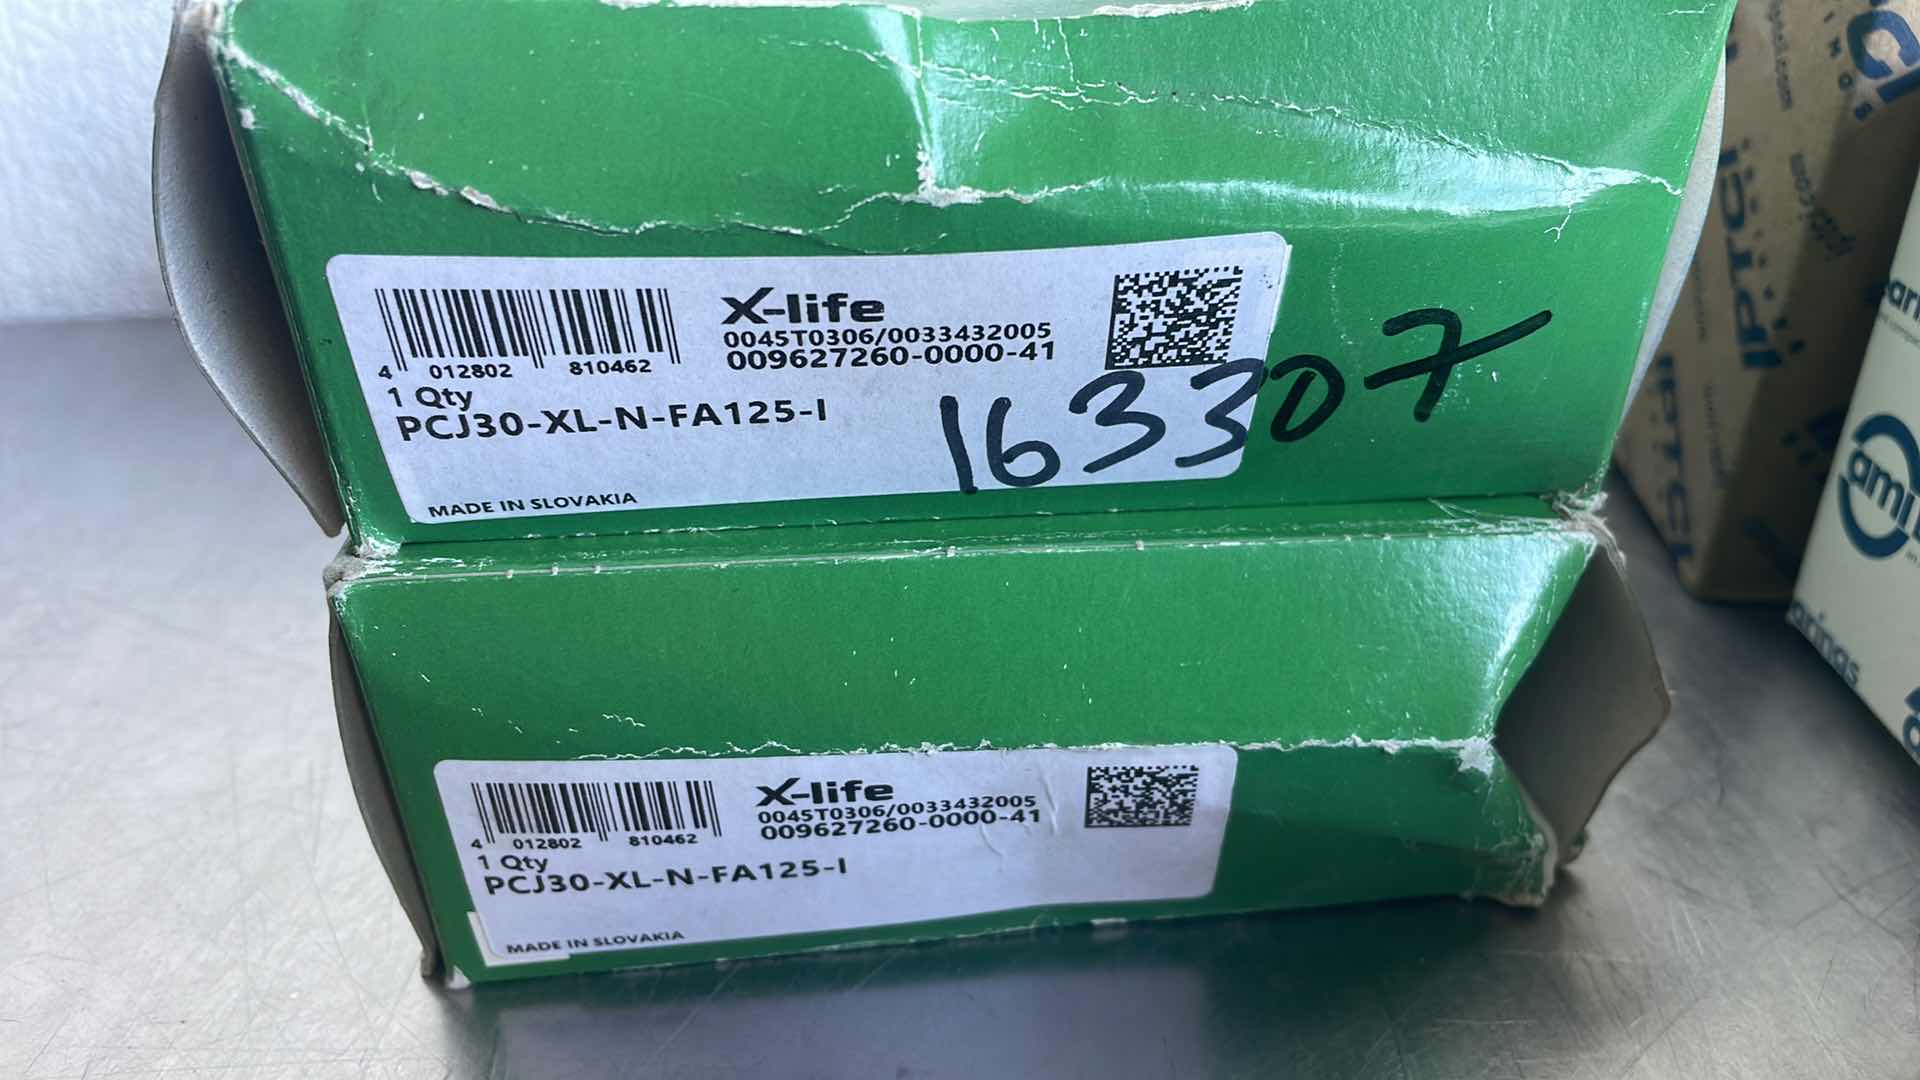 4 012802 810462
X-life
0045T0306/0033432005
009627260-0000-41
1 Qty
PCJ30-XL-N-FA125-I
163307
MADE IN SLOVAKIA
4 012802 810462
X-life
0045T0306/0033432005
009627260-0000-41
1 Qty
PCJ30-XL-N-FA125-I
MADE IN SLOVAKIA
IPTCI
ami